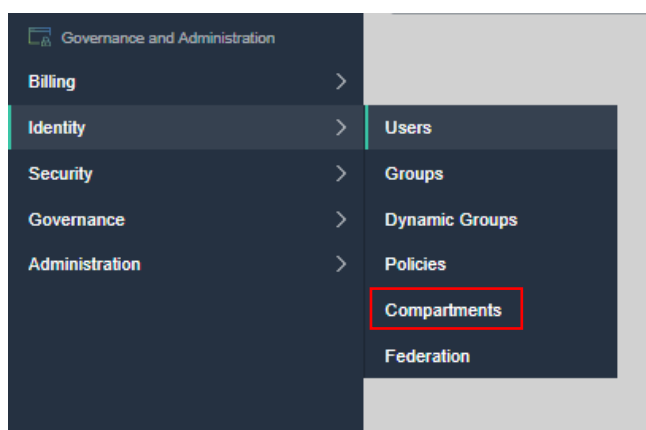 Governance and Administration
Billing
Identity
Security
Governance
Administration
Users
Groups
Dynamic Groups
Policies
Compartments
Federation